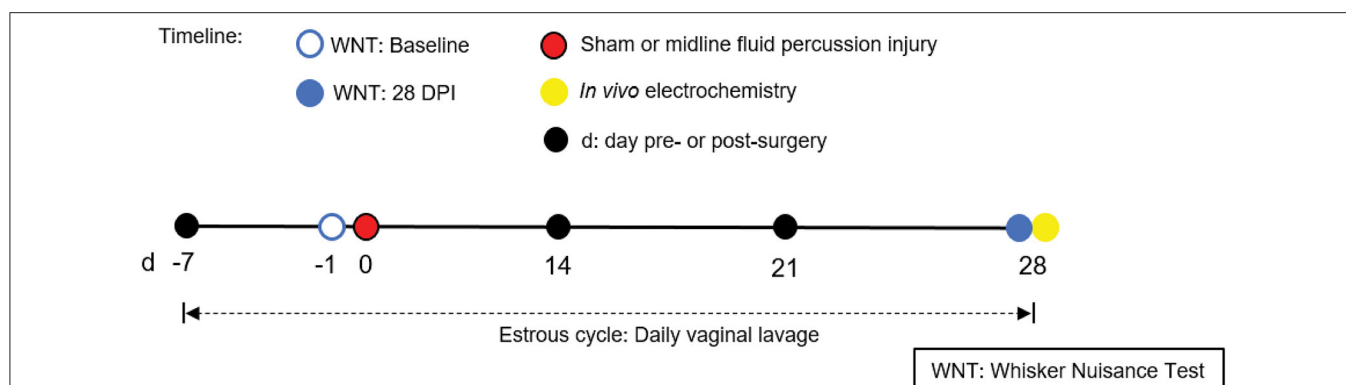 Timeline:
WNT: Baseline
Sham or midline fluid percussion injury
WNT: 28 DPI
In vivo electrochemistry
d: day pre- or post-surgery
d -7 -1 0 14 21 28
Estrous cycle: Daily vaginal lavage
WNT: Whisker Nuisance Test